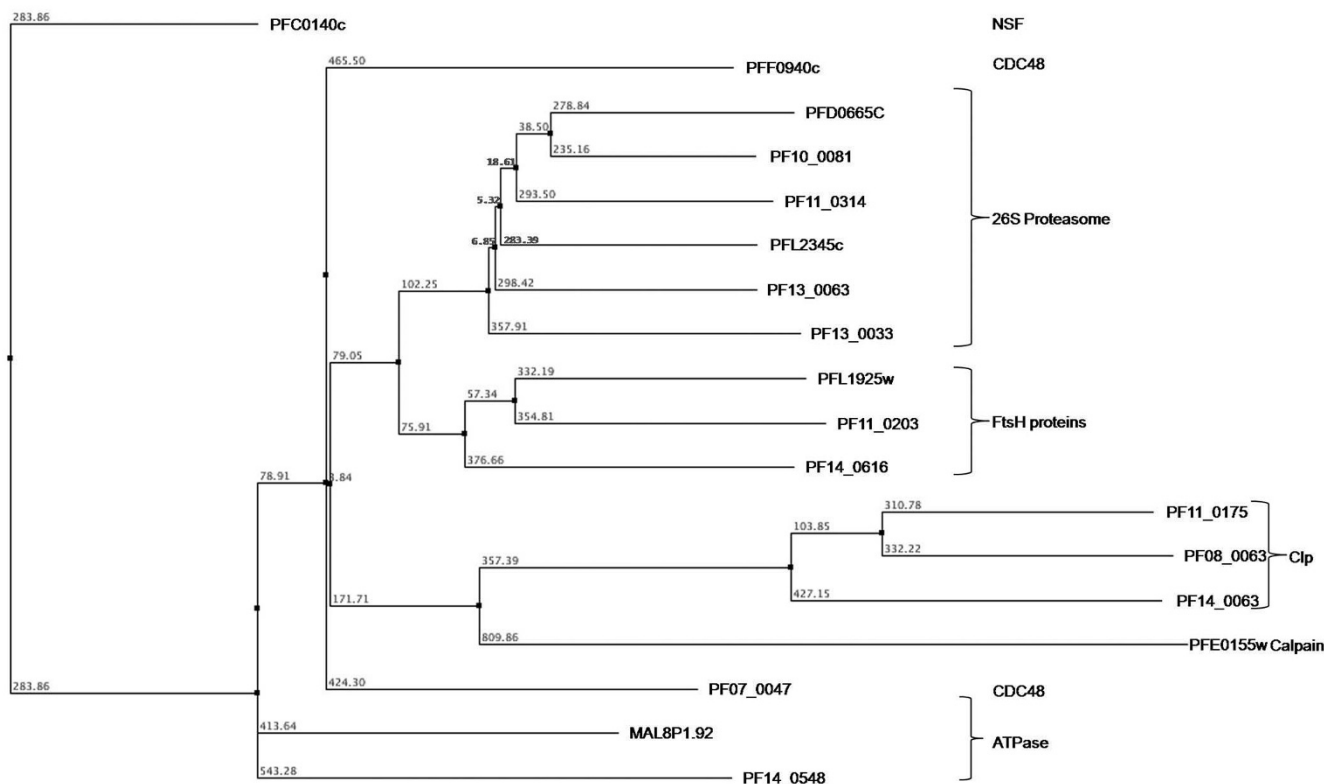 283.86 PFC0140c NSF
465.50 PFF0940c CDC48
278.84 PFD0665C
38.50
235.16 PF10_0081
18.61
293.50 PF11_0314
5.32 26S Proteasome
6.85 283.39 PFL2345c
102.25 298.42 PF13_0063
357.91 PF13_0033
79.05
332.19 PFL1925w
57.34
354.81 PF11_0203 FtsH proteins
75.91
376.66 PF14_0616
78.91 3.84
310.78 PF11_0175
103.85
332.22 PF08_0063 Clp
357.39
171.71 427.15 PF14_0063
809.86 PFE0155w Calpain
283.86 424.30 PF07_0047 CDC48
413.64 MAL8P1.92
ATPase
543.28 PF14_0548